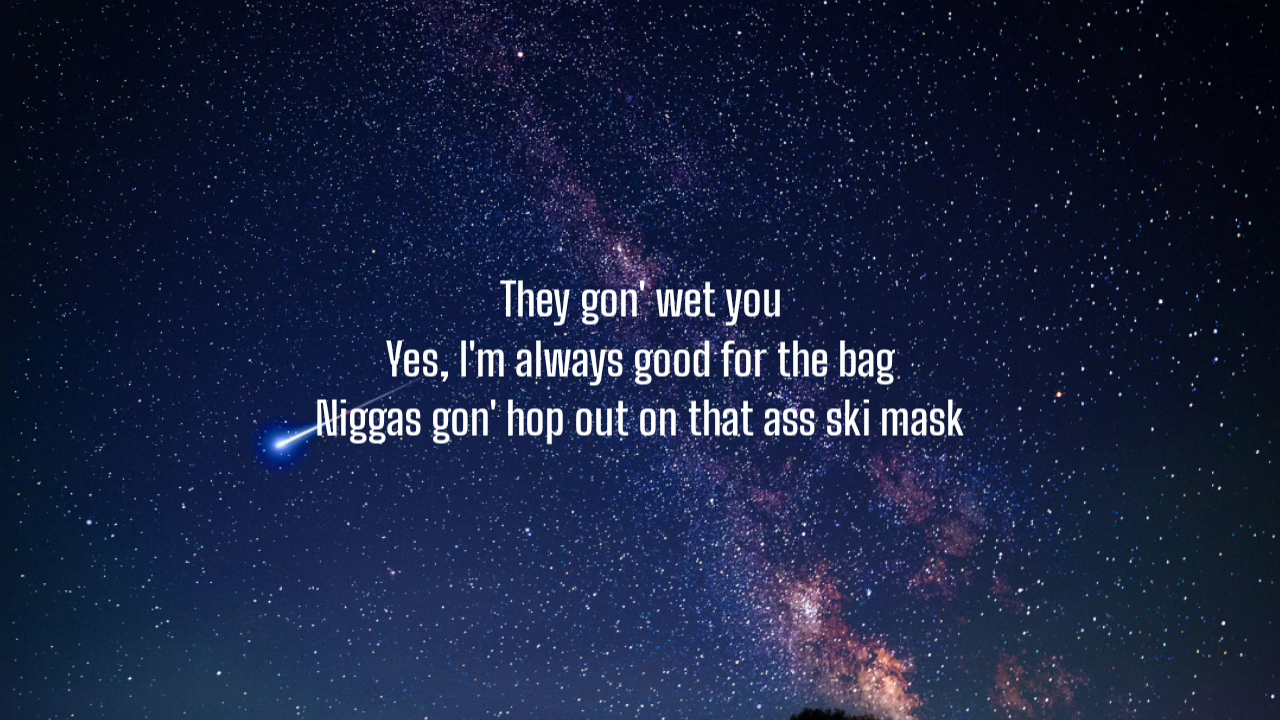 They gon' wet you
Yes, I'm always good for the bag
Niggas gon' hop out on that ass ski mask